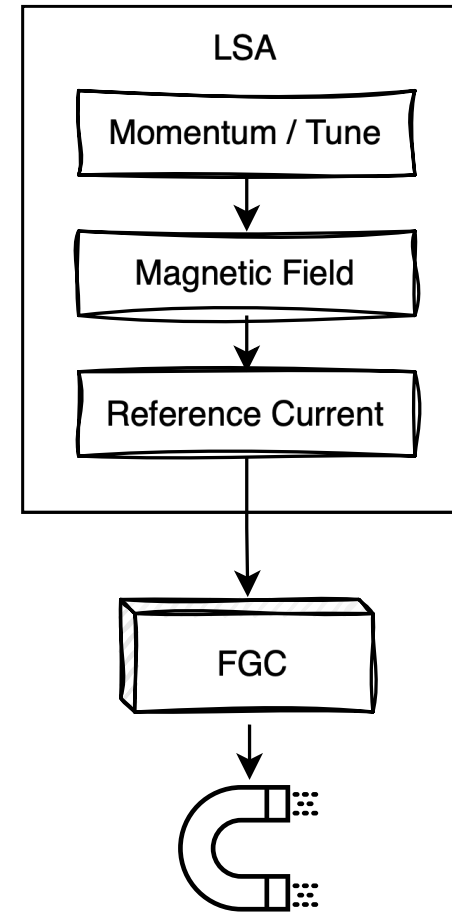 LSA
Momentum / Tune
Magnetic Field
Reference Current
FGC